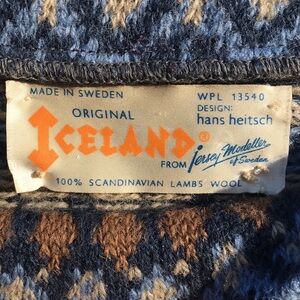 MADE IN SWEDEN
WPL 13540
ORIGINAL
DESIGN:
hans heitsch
ICELAND®
FROM Jersey Modeller of Sweden
100% SCANDINAVIAN LAMBS WOOL